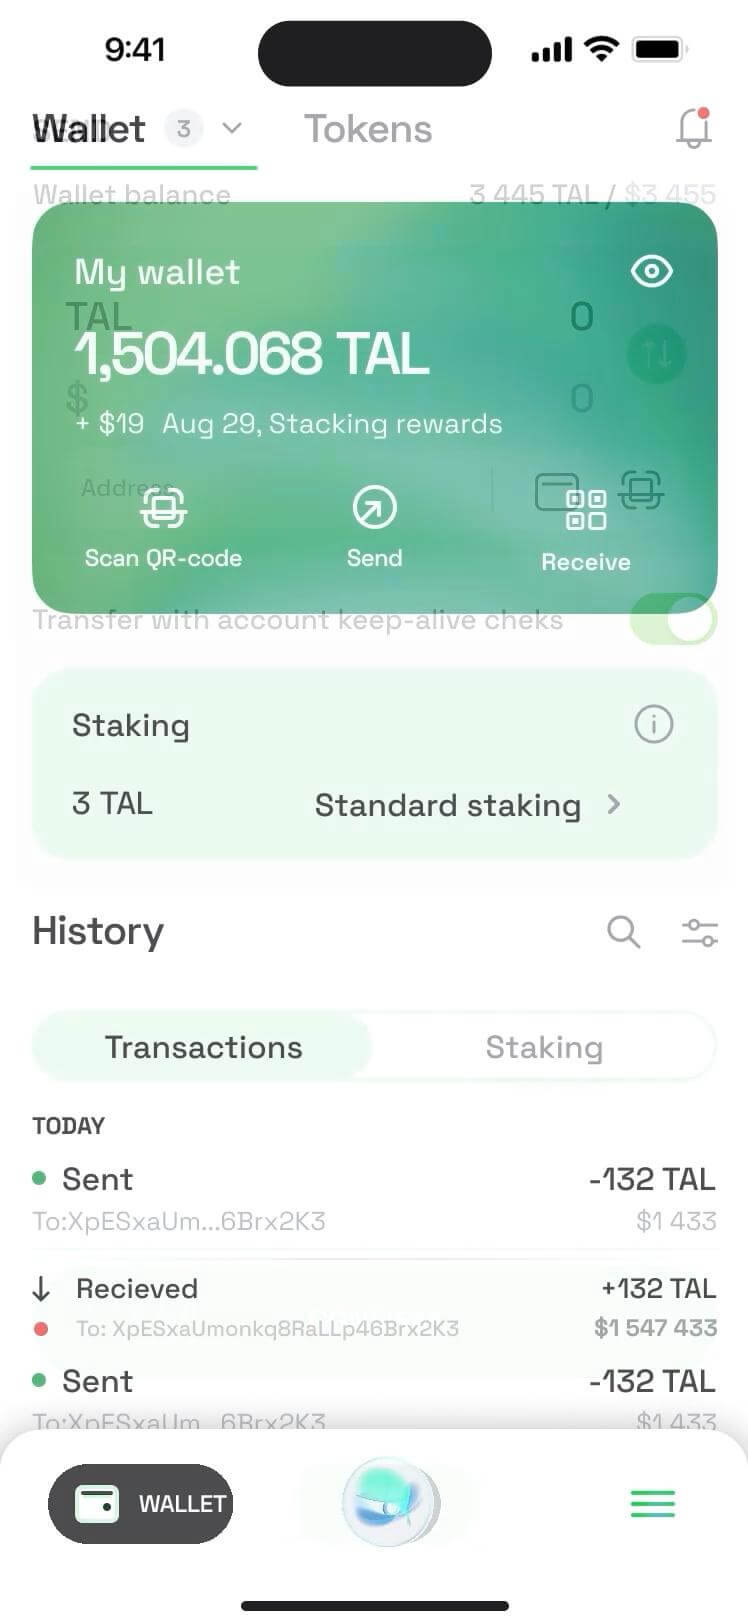 9:41
Wallet 3 Tokens
Wallet balance 3 445 TAL / $3 455
My wallet
TAL 0
1,504.068 TAL
$ 0
+ $19 Aug 29, Stacking rewards
Address
Scan QR-code Send Receive
Transfer with account keep-alive cheks
Staking
3 TAL Standard staking
History
Transactions Staking
TODAY
Sent -132 TAL
To:XpESxaUm...6Brx2K3 $1 433
Recieved +132 TAL
To: XpESxaUmonkq8RaLLp46Brx2K3 $1 547 433
Sent -132 TAL
To:XpESxaUm...6Brx2K3 $1 433
WALLET